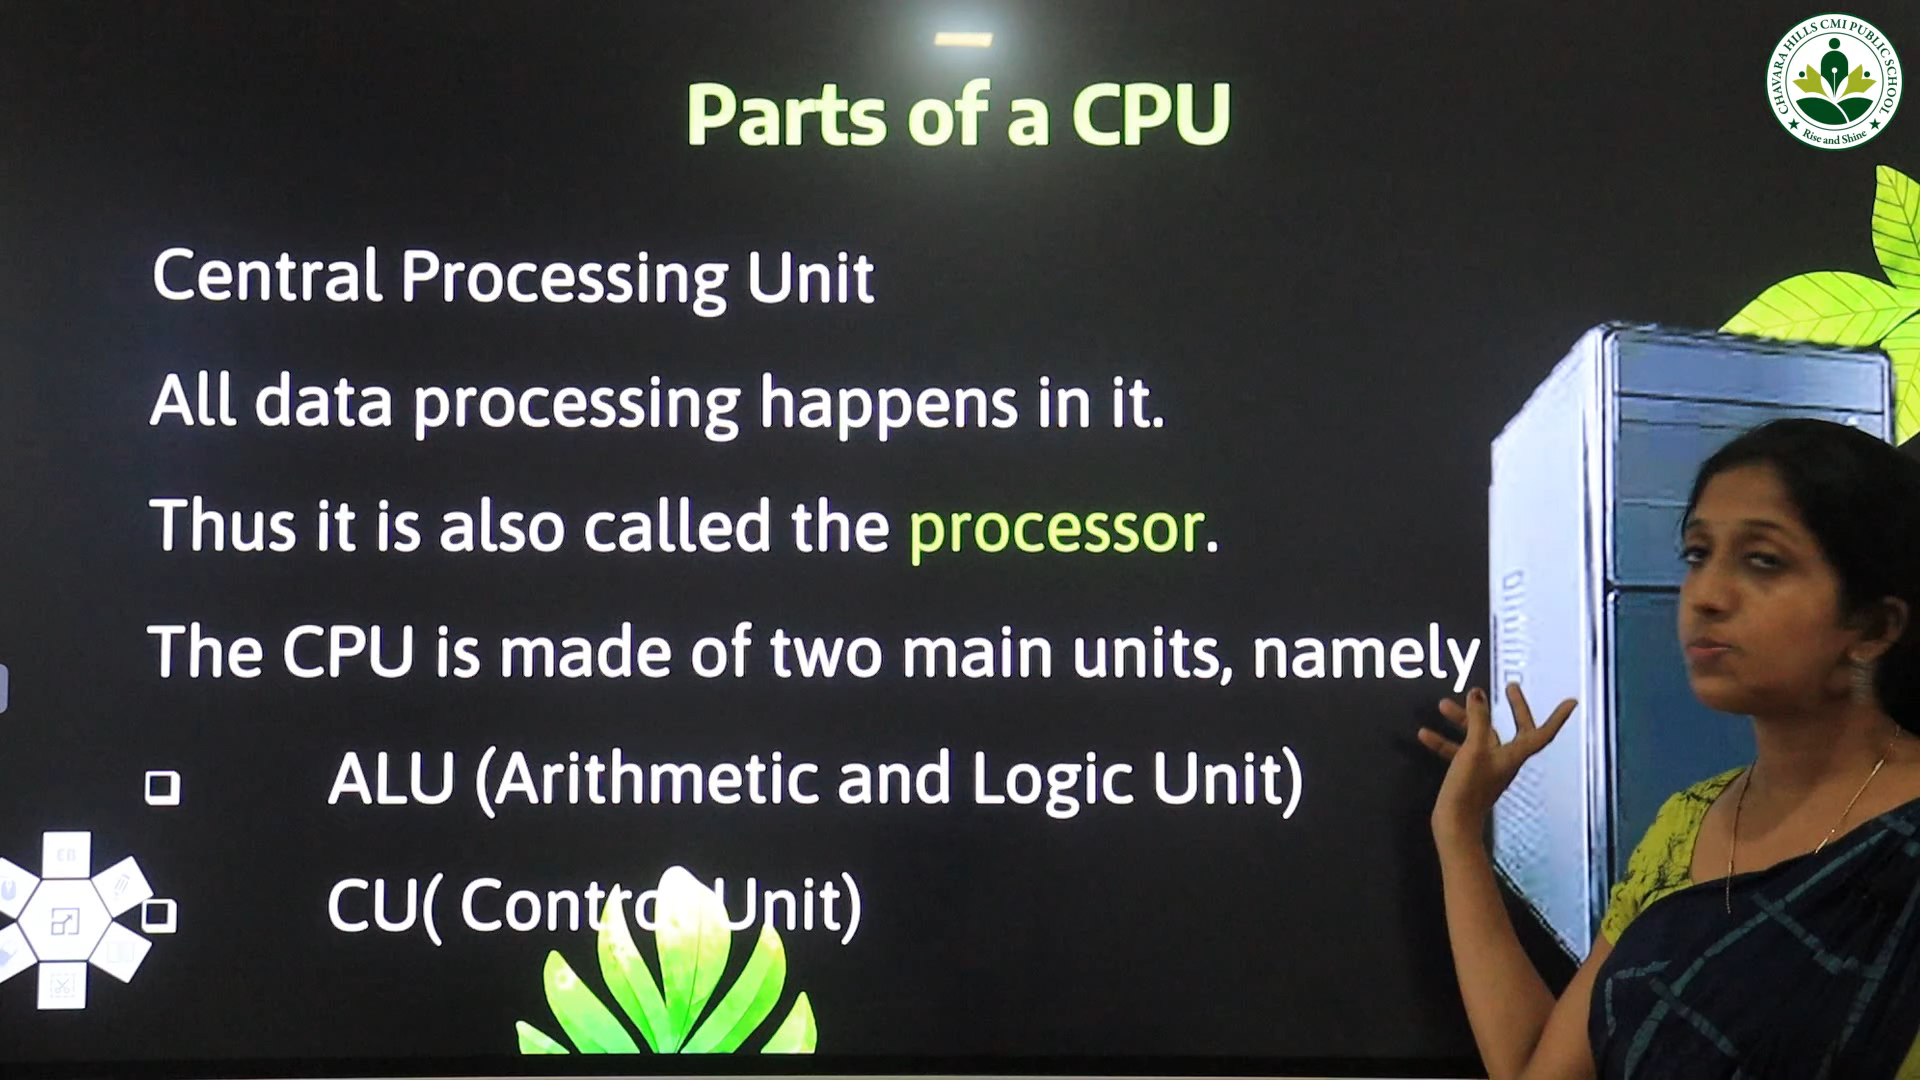 CHAVARA HILLS CMI PUBLIC SCHOOL
Rise and Shine
Parts of a CPU
Central Processing Unit
All data processing happens in it.
Thus it is also called the processor.
The CPU is made of two main units, namely
ALU (Arithmetic and Logic Unit)
CU( Control Unit)